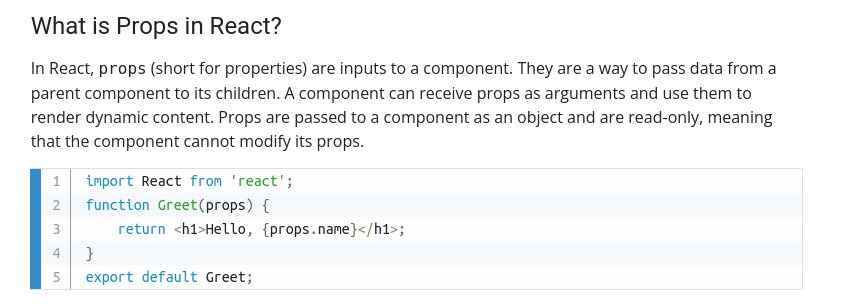 What is Props in React?
In React, props (short for properties) are inputs to a component. They are a way to pass data from a
parent component to its children. A component can receive props as arguments and use them to
render dynamic content. Props are passed to a component as an object and are read-only, meaning
that the component cannot modify its props.
1 import React from 'react';
2 function Greet(props) {
3     return <h1>Hello, {props.name}</h1>;
4 }
5 export default Greet;